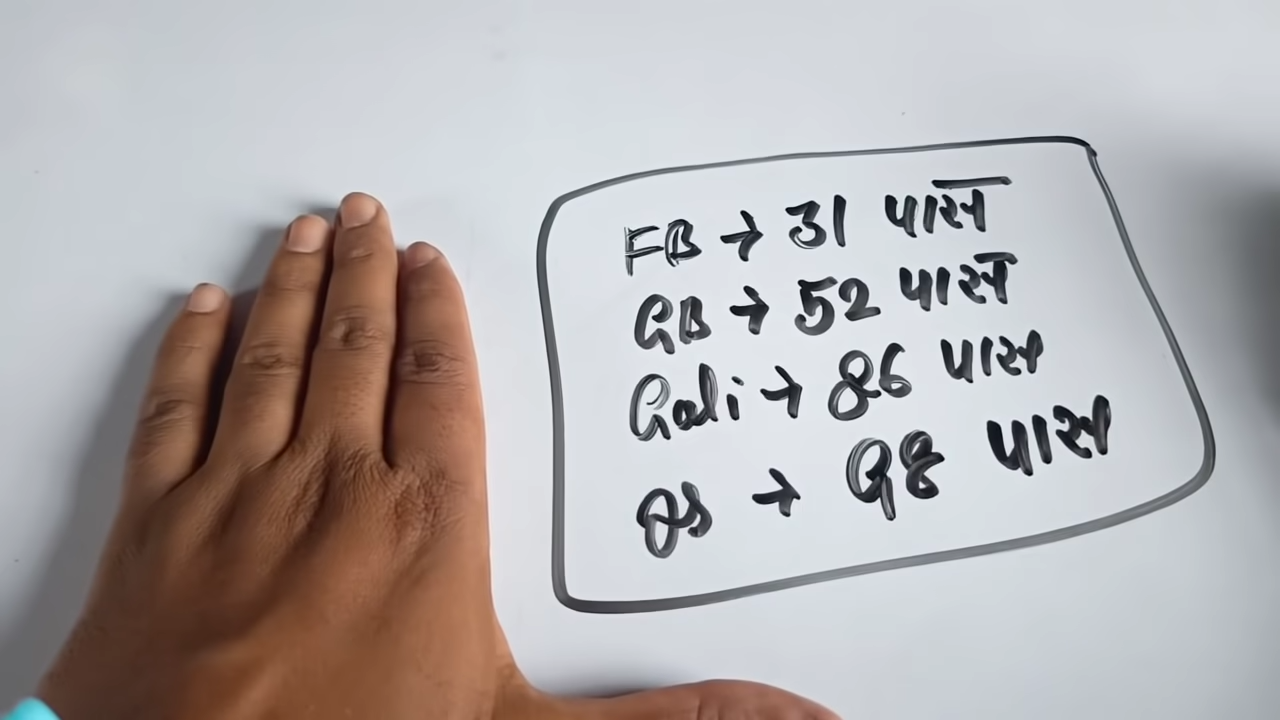 FB → 31 पास
GB → 52 पास
Gali → 86 पास
DS → 98 पास